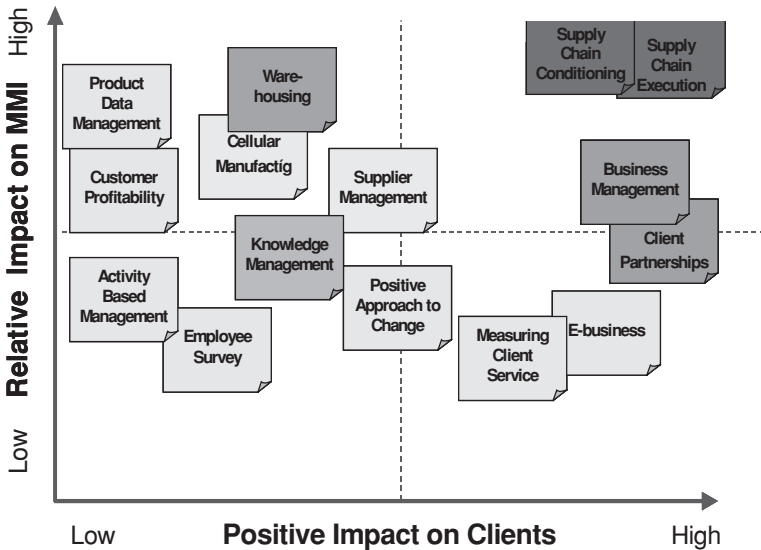 High
Relative Impact on MMI
Low
Product
Data
Management
Ware-
housing
Supply
Chain
Conditioning
Supply
Chain
Execution
Cellular
Manufactíg
Customer
Profitability
Supplier
Management
Business
Management
Knowledge
Management
Client
Partnerships
Activity
Based
Management
Positive
Approach to
Change
Employee
Survey
Measuring
Client
Service
E-business
Low
Positive Impact on Clients
High